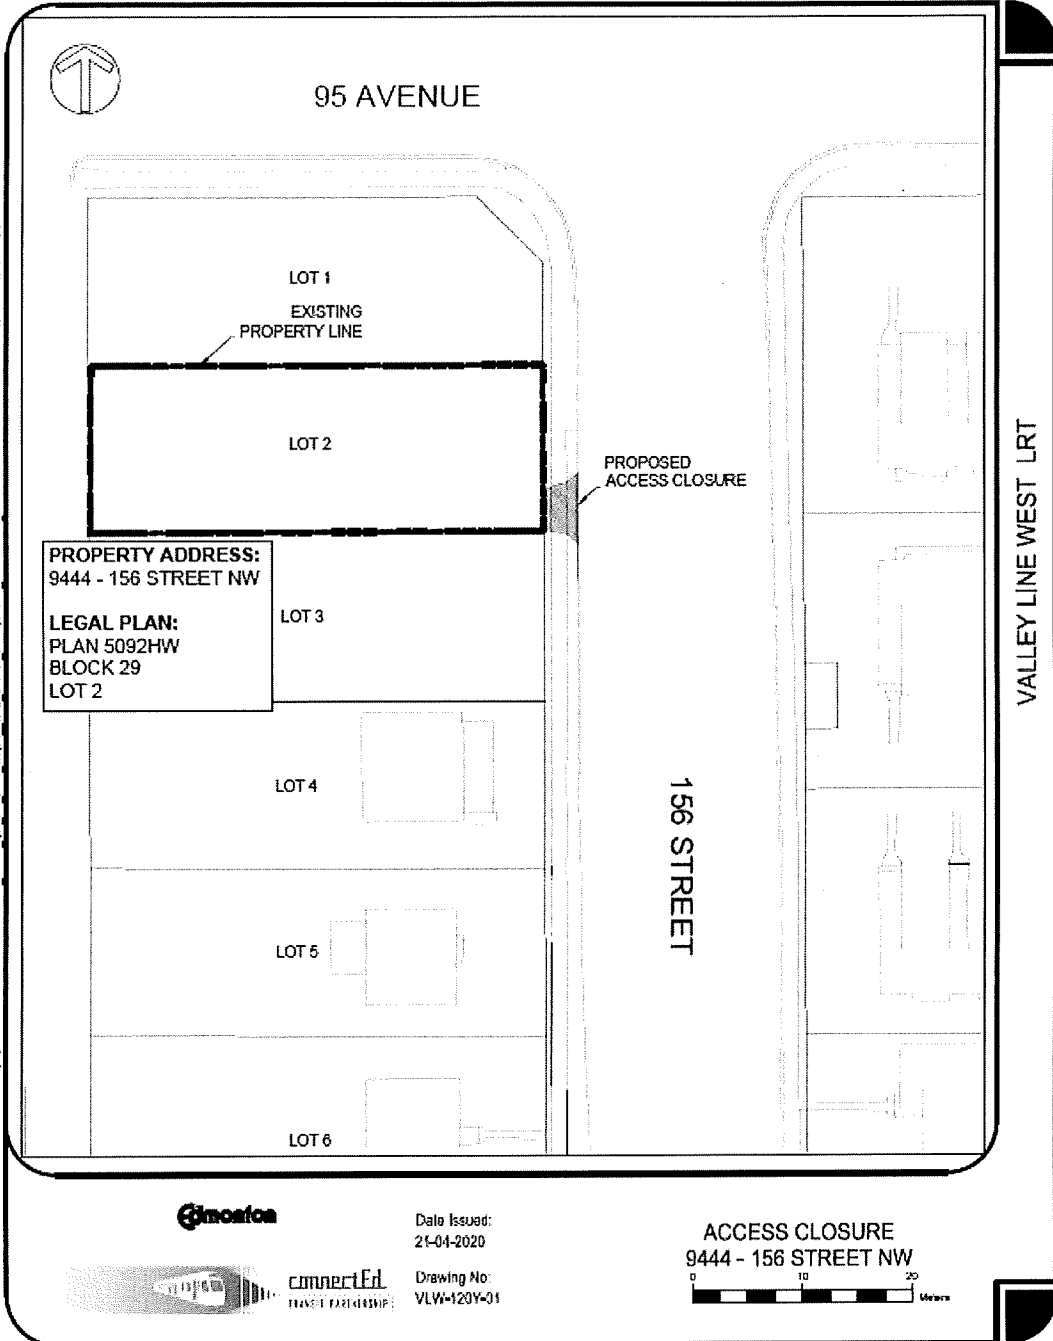 95 AVENUE
LOT 1
EXISTING
PROPERTY LINE
LOT 2
PROPOSED
ACCESS CLOSURE
PROPERTY ADDRESS:
9444 - 156 STREET NW
LEGAL PLAN:
PLAN 5092HW
BLOCK 29
LOT 2
LOT 3
LOT 4
156 STREET
LOT 5
LOT 6
VALLEY LINE WEST LRT
Edmonton
connectEd
TRANSIT PARTNERSHIP
Date Issued:
21-04-2020
Drawing No:
VLW-120Y-01
ACCESS CLOSURE
9444 - 156 STREET NW
0 10 20
Meters